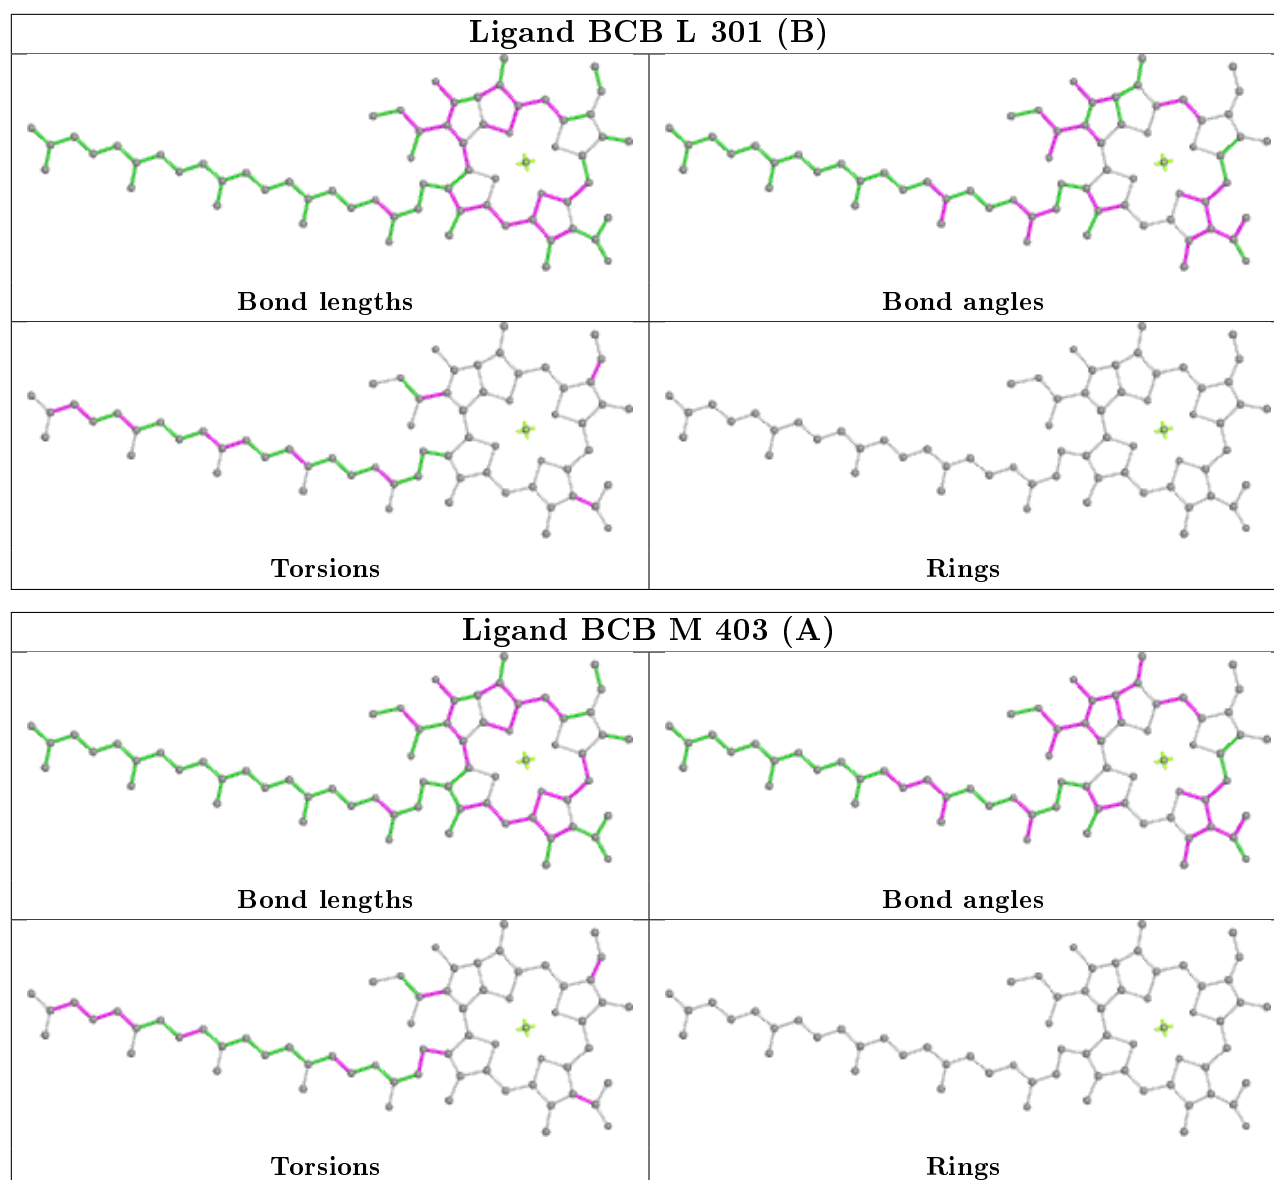 Ligand BCB L 301 (B)
Bond lengths
Bond angles
Torsions
Rings
Ligand BCB M 403 (A)
Bond lengths
Bond angles
Torsions
Rings